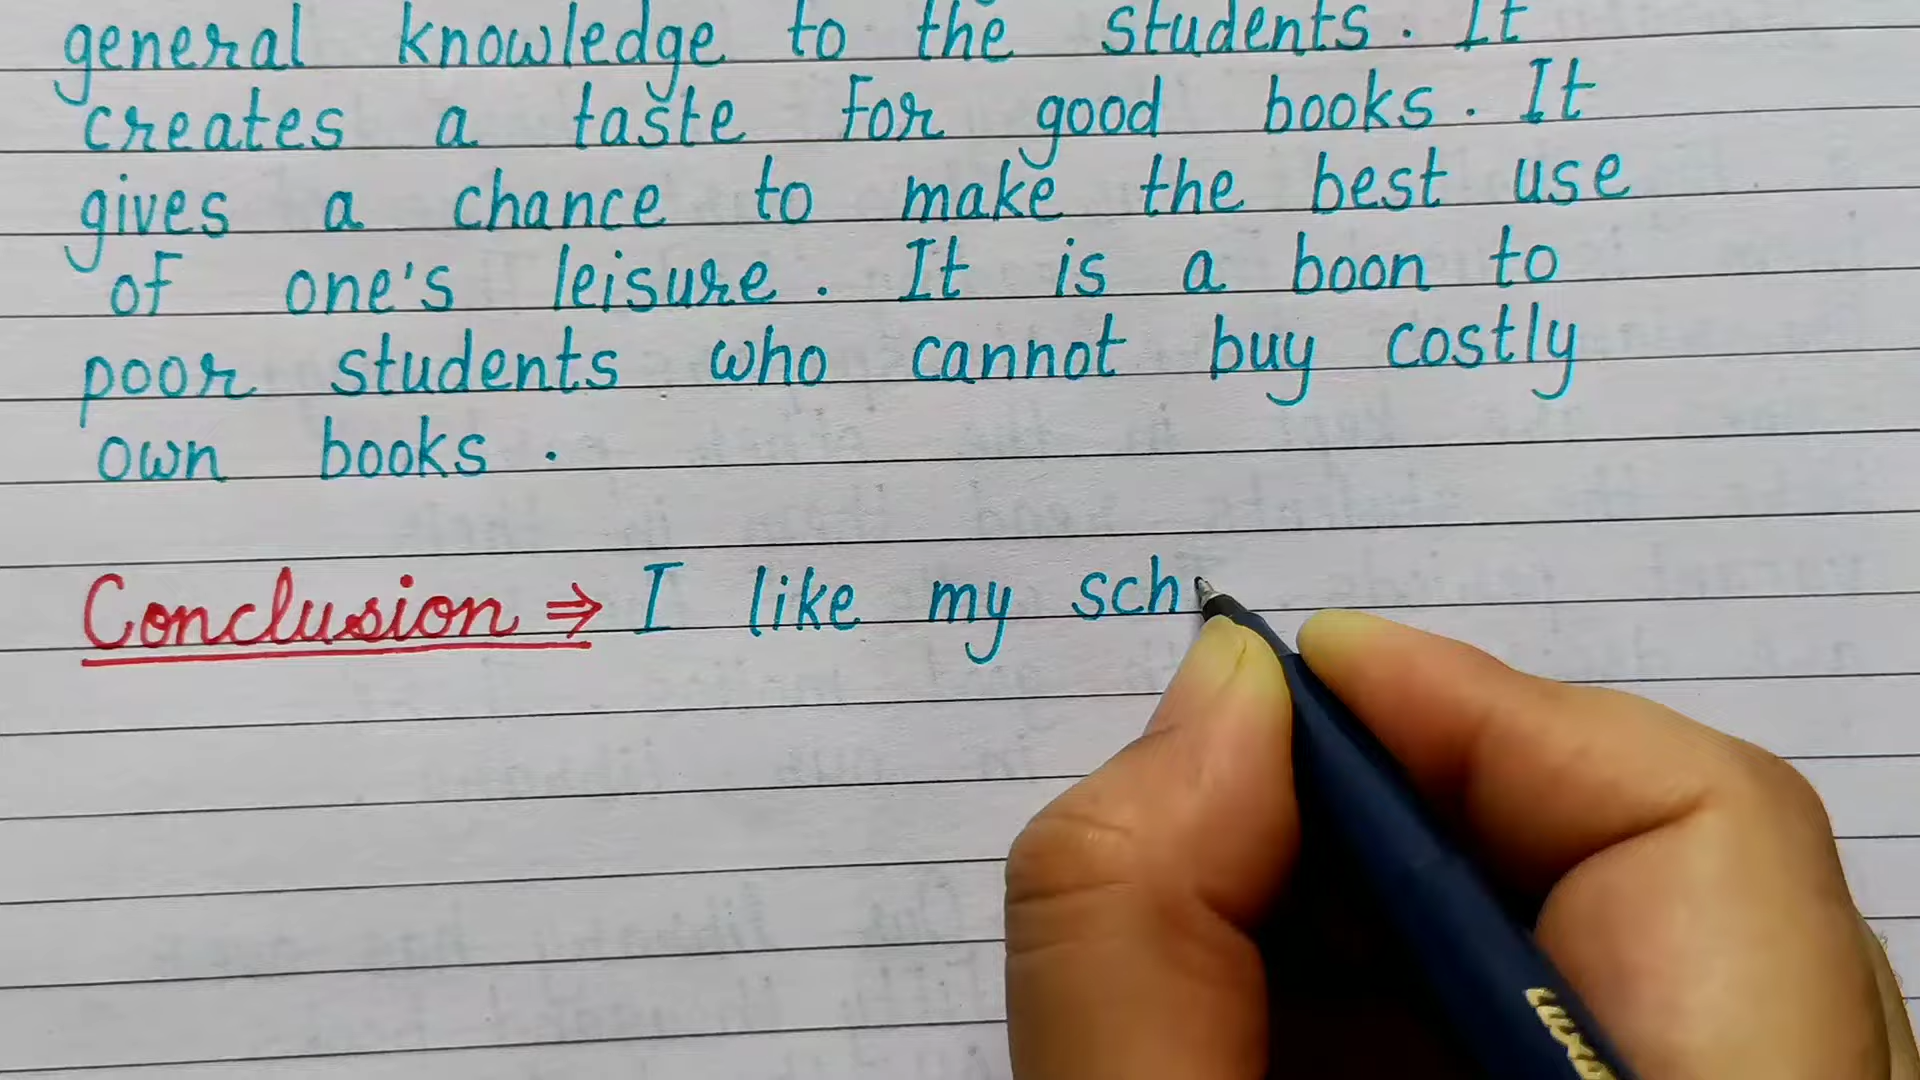 general knowledge to the students. It
creates a taste for good books. It
gives a chance to make the best use
of one's leisure. It is a boon to
poor students who cannot buy costly
own books.
Conclusion ⇒ I like my sch